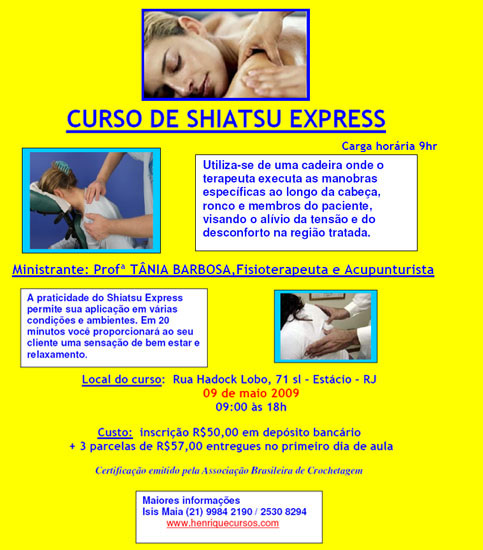 CURSO DE SHIATSU EXPRESS
Carga horária 9hr
Utiliza-se de uma cadeira onde o
terapeuta executa as manobras
específicas ao longo da cabeça,
ronco e membros do paciente,
visando o alívio da tensão e do
desconforto na região tratada.
Ministrante: Profª TÂNIA BARBOSA,Fisioterapeuta e Acupunturista
A praticidade do Shiatsu Express
permite sua aplicação em várias
condições e ambientes. Em 20
minutos você proporcionará ao seu
cliente uma sensação de bem estar e
relaxamento.
Local do curso: Rua Hadock Lobo, 71 sl - Estácio - RJ
09 de maio 2009
09:00 às 18h
Custo: inscrição R$50,00 em depósito bancário
+ 3 parcelas de R$57,00 entregues no primeiro dia de aula
Certificação emitido pela Associação Brasileira de Crochetagem
Maiores informações
Isis Maia (21) 9984 2190 / 2530 8294
www.henriquecursos.com